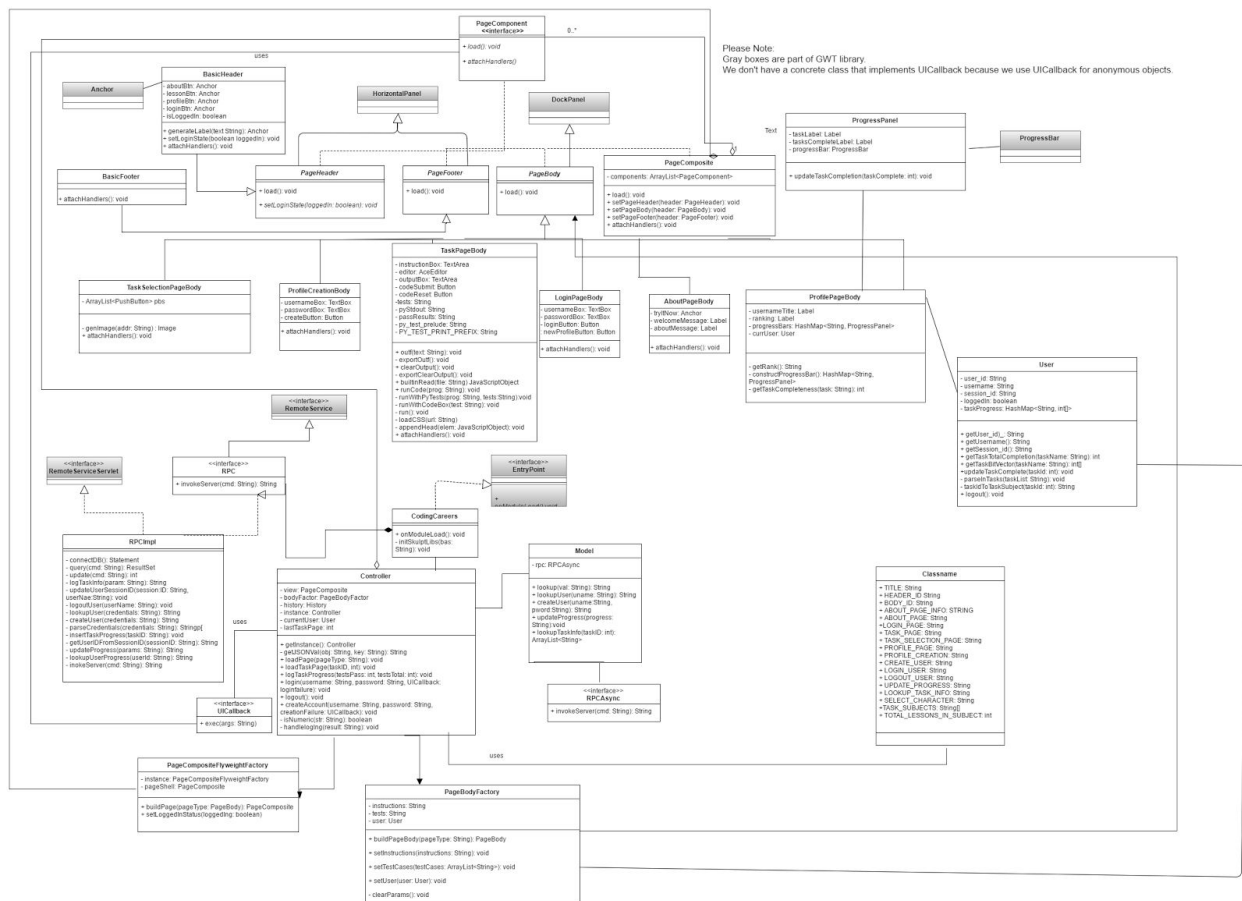 PageComponent
<<interface>>
+ load(): void
+ attachHandlers()
0..*
uses
Please Note:
Gray boxes are part of GWT library.
We don't have a concrete class that implements UICallback because we use UICallback for anonymous objects.
BasicHeader
- aboutBtn: Anchor
- lessonBtn: Anchor
- profileBtn: Anchor
- loginBtn: Anchor
- isLoggedIn: boolean
+ generateLabel(text String): Anchor
+ setLoginState(boolean loggedIn): void
+ attachHandlers(): void
Anchor
HorizontalPanel
DockPanel
Text
ProgressPanel
- taskLabel: Label
- tasksCompleteLabel: Label
- progressBar: ProgressBar
+ updateTaskCompletion(taskComplete: int): void
ProgressBar
BasicFooter
+ attachHandlers(): void
PageHeader
+ load(): void
+ setLoginState(loggedIn: boolean): void
PageFooter
+ load(): void
PageBody
+ load(): void
PageComposite
- components: ArrayList<PageComponent>
+ load(): void
+ setPageHeader(header: PageHeader): void
+ setPageBody(header: PageBody): void
+ setPageFooter(header: PageFooter): void
+ attachHandlers(): void
TaskSelectionPageBody
- ArrayList<PushButton> pbs
- genImage(addr: String) : Image
+ attachHandlers(): void
ProfileCreationBody
- usernameBox: TextBox
- passwordBox: TextBox
- createButton: Button
+ attachHandlers(): void
TaskPageBody
- instructionBox: TextArea
- editor: AceEditor
- outputBox: TextArea
- codeSubmit: Button
- codeReset: Button
-tests: String
- pyStdout: String
- passResults: String
- py_test_prelude: String
- PY_TEST_PRINT_PREFIX: String
+ outf(text: String): void
- exportOutf(): void
+ clearOutput(): void
- exportClearOutput(): void
+ builtinRead(file: String):JavaScriptObject
+ runCode(prog: String): void
- runWithPyTests(prog: String, tests:String):void
- runWithCodeBox(test: String): void
- run(): void
- loadCSS(url: String)
- appendHead(elem: JavaScriptObject): void
+ attachHandlers(): void
LoginPageBody
- usernameBox: TextBox
- passwordBox: TextBox
- loginButton: Button
newProfileButton: Button
+ attachHandlers(): void
AboutPageBody
- tryItNow: Anchor
- welcomeMessage: Label
- aboutMessage: Label
+attachHandlers(): void
ProfilePageBody
- usernameTitle: Label
- ranking: Label
- progressBars: HashMap<String, ProgressPanel>
- currUser: User
- getRank(): String
- constructProgressBar(): HashMap<String,
ProgressPanel>
- getTaskCompleteness(task: String): int
User
- user_id: String
- username: String
- session_id: String
- loggedIn: boolean
- taskProgress: HashMap<String, int[]>
+ getUser_id)_: String
+ getUsername(): String
+ getSession_id(): String
+ getTaskTotalCompletion(taskName: String): int
+ getTaskBitVector(taskName: String): int[]
+updateTaskComplete(taskId: int): void
- parseInTasks(taskList: String): void
- taskIdToTaskSubject(taskId: int): String
+ logout(): void
<<interface>>
RemoteService
<<interface>>
RemoteServiceServlet
<<interface>>
RPC
+ invokeServer(cmd: String): String
<<interface>>
EntryPoint
+
onModuleLoad(): void
CodingCareers
+ onModuleLoad(): void
- initSkulptLibs(bas:
String): void
RPCImpl
- connectDB(): Statement
- query(cmd: String): ResultSet
- update(cmd: String): int
- logTaskInfo(param: String): String
- updateUserSessionID(session:ID: String,
userNae:String): void
- logoutUser(userName: String): void
- lookupUser(credentials: String): String
- createUser(credentials: String): String
- parseCredentials(credentials: String): Stringp[
- insertTaskProgress(taskID: String): void
- getUserIDFromSessionID(sessionID: String): String
- updateProgress(params: String): String
- lookupUserProgress(userId: String): String
- inokeServer(cmd: String): String
Controller
- view: PageComposite
- bodyFactor: PageBodyFactor
- history: History
- instance: Controller
- currentUser: User
- lastTaskPage: int
+ getInstance(): Controller
- getJSONVal(obj: String, key: String): String
+ loadPage(pageType: String): void
+ loadTaskPage(taskID, int): void
+ logTaskProgress(testsPass: int, testsTotal: int): void
+ login(username: String, password: String, UICallback:
loginfailure): void
+ logout(): void
+ createAccount(username: String, password: String,
creationFailure: UICallback): void
- isNumeric(str: String): boolean
- handleloging(result: String): void
Model
- rpc: RPCAsync
+ lookup(val: String): String
+ lookupUser(uname: String): String
+ createUser(uname:String,
pword String): String
+ updateProgress(progress:
String):void
+ lookupTaskInfo(taskID: int):
ArrayList<String>
Classname
+ TITLE: String
+ HEADER_ID:String
+ BODY_ID: String
+ ABOUT_PAGE_INFO: STRING
+ ABOUT_PAGE: String
+LOGIN_PAGE: String
+ TASK_PAGE: String
+ TASK_SELECTION_PAGE: String
+ PROFILE_PAGE: String
+ PROFILE_CREATION: String
+ CREATE_USER: String
+ LOGIN_USER: String
+ LOGOUT_USER: String
+ UPDATE_PROGRESS: String
+ LOOKUP_TASK_INFO: String
+ SELECT_CHARACTER: String
+TASK_SUBJECTS: String[]
+ TOTAL_LESSONS_IN_SUBJECT: int
uses
<<interface>>
UICallback
+ exec(args: String)
<<interface>>
RPCAsync
+ invokeServer(cmd: String): String
uses
PageCompositeFlyweightFactory
- instance: PageCompositeFlyweightFactory
- pageShell: PageComposite
+ buildPage(pageType: PageBody): PageComposite
+ setLoggedInStatus(loggedIng: boolean)
PageBodyFactory
- instructions: String
- tests: String
- user: User
+ buildPageBody(pageType: String): PageBody
+ setInstructions(instructions: String): void
+ setTestCases(testCases: ArrayList<String>): void
+ setUser(user: User): void
- clearParams(): void